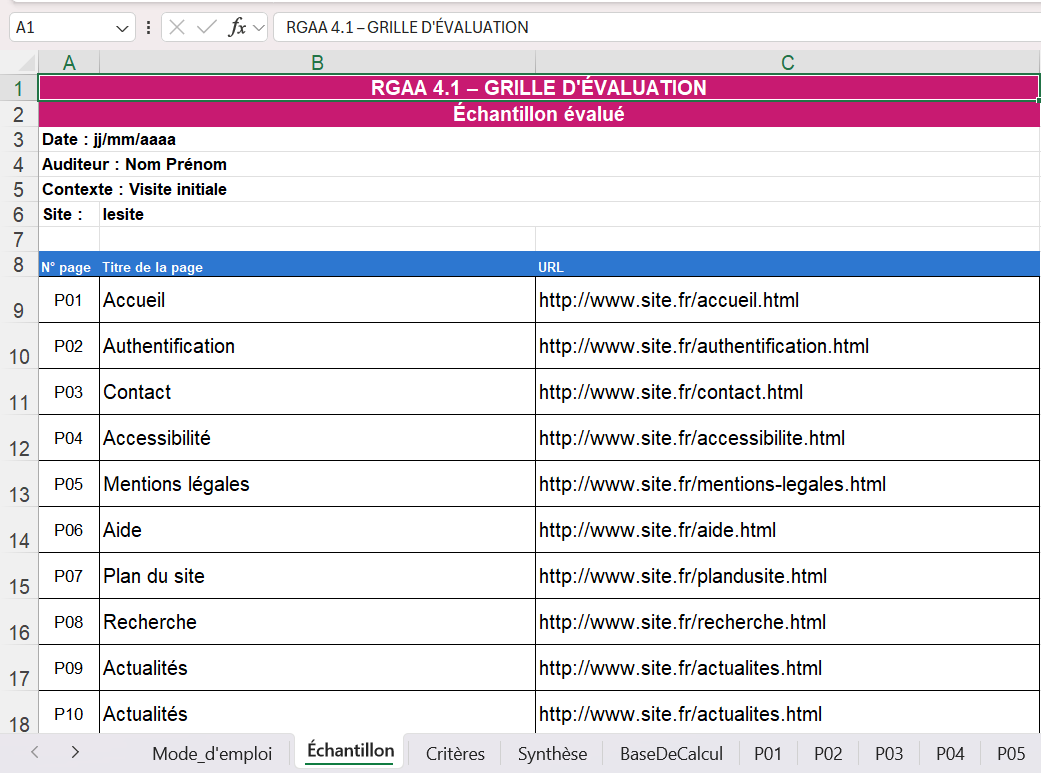 A1 fx RGAA 4.1 – GRILLE D'ÉVALUATION
A B C
1 RGAA 4.1 – GRILLE D'ÉVALUATION
2 Échantillon évalué
3 Date : jj/mm/aaaa
4 Auditeur : Nom Prénom
5 Contexte : Visite initiale
6 Site : lesite
7
8 N° page Titre de la page URL
9 P01 Accueil http://www.site.fr/accueil.html
10 P02 Authentification http://www.site.fr/authentification.html
11 P03 Contact http://www.site.fr/contact.html
12 P04 Accessibilité http://www.site.fr/accessibilite.html
13 P05 Mentions légales http://www.site.fr/mentions-legales.html
14 P06 Aide http://www.site.fr/aide.html
15 P07 Plan du site http://www.site.fr/plandusite.html
16 P08 Recherche http://www.site.fr/recherche.html
17 P09 Actualités http://www.site.fr/actualites.html
18 P10 Actualités http://www.site.fr/actualites.html
Mode_d'emploi Échantillon Critères Synthèse BaseDeCalcul P01 P02 P03 P04 P05